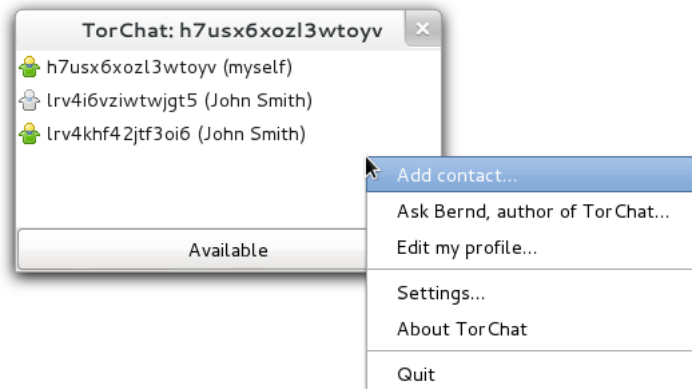 TorChat: h7usx6xozl3wtoyv
h7usx6xozl3wtoyv (myself)
lrv4i6vziwtwjgt5 (John Smith)
lrv4khf42jtf3oi6 (John Smith)
Available
Add contact...
Ask Bernd, author of TorChat...
Edit my profile...
Settings...
About TorChat
Quit